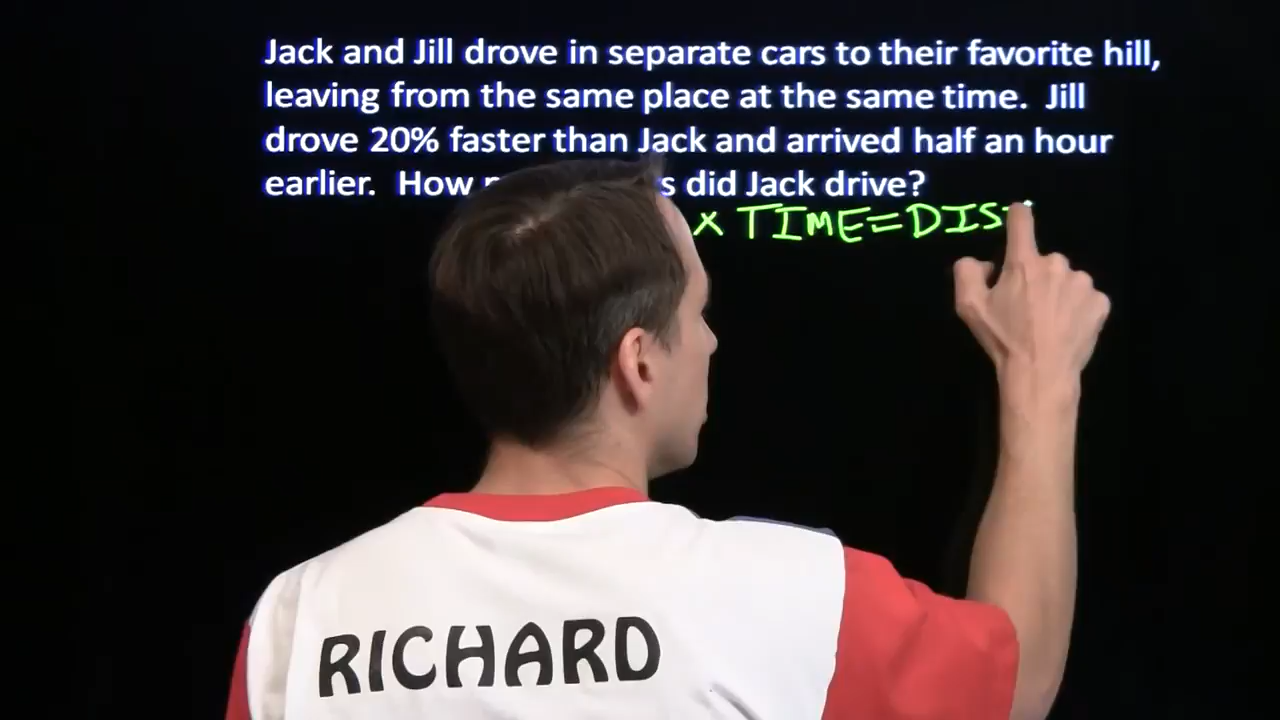 Jack and Jill drove in separate cars to their favorite hill,
leaving from the same place at the same time. Jill
drove 20% faster than Jack and arrived half an hour
earlier. How did Jack drive?
x TIME=DIS
RICHARD